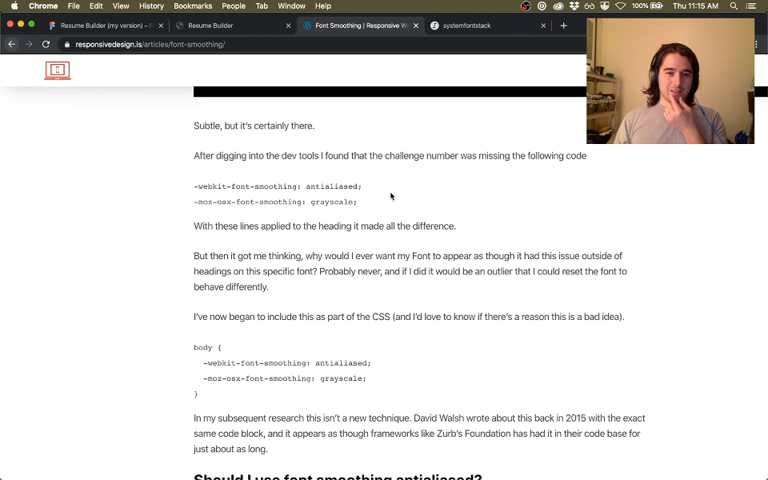 Chrome File Edit View History Bookmarks People Tab Window Help 100% Thu 11:15 AM
Resume Builder (my version) – F Resume Builder Font Smoothing | Responsive W systemfontstack
responsivedesign.is/articles/font-smoothing/
Subtle, but it's certainly there.
After digging into the dev tools I found that the challenge number was missing the following code
-webkit-font-smoothing: antialiased;
-moz-osx-font-smoothing: grayscale;
With these lines applied to the heading it made all the difference.
But then it got me thinking, why would I ever want my Font to appear as though it had this issue outside of
headings on this specific font? Probably never, and if I did it would be an outlier that I could reset the font to
behave differently.
I've now began to include this as part of the CSS (and I'd love to know if there's a reason this is a bad idea).
body {
-webkit-font-smoothing: antialiased;
-moz-osx-font-smoothing: grayscale;
}
In my subsequent research this isn't a new technique. David Walsh wrote about this back in 2015 with the exact
same code block, and it appears as though frameworks like Zurb's Foundation has had it in their code base for
just about as long.
Should I use font smoothing antialiased?